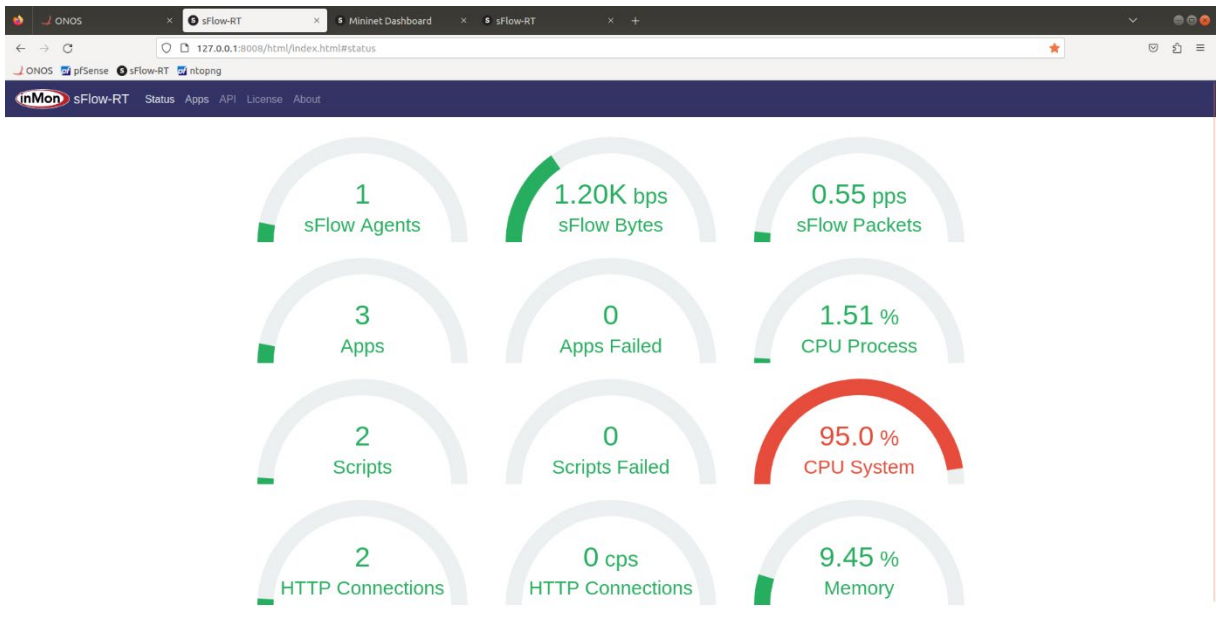 ONOS
sFlow-RT
Mininet Dashboard
sFlow-RT
127.0.0.1:8008/html/index.html#status
ONOS pfSense sFlow-RT ntopng
inMon sFlow-RT Status Apps API License About
1
sFlow Agents
1.20K bps
sFlow Bytes
0.55 pps
sFlow Packets
3
Apps
0
Apps Failed
1.51 %
CPU Process
2
Scripts
0
Scripts Failed
95.0 %
CPU System
2
HTTP Connections
0 cps
HTTP Connections
9.45 %
Memory